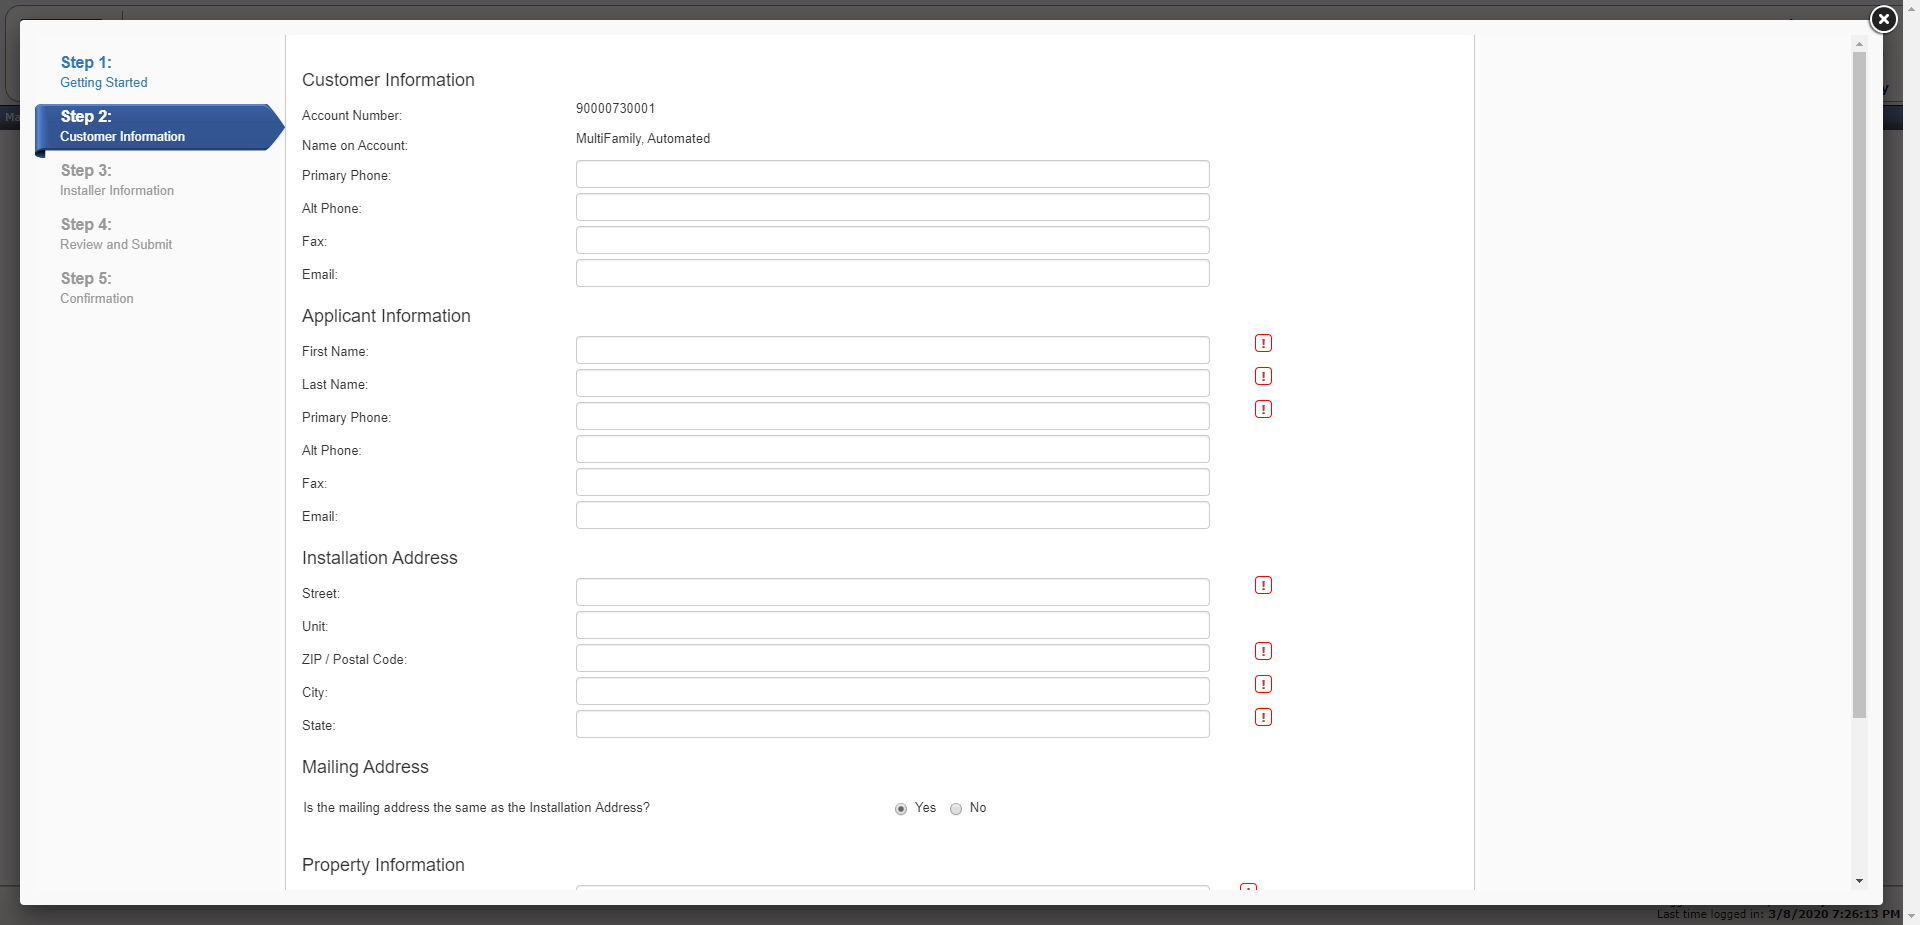 Step 1:
Getting Started
Step 2:
Customer Information
Step 3:
Installer Information
Step 4:
Review and Submit
Step 5:
Confirmation
Customer Information
Account Number: 90000730001
Name on Account: MultiFamily, Automated
Primary Phone:
Alt Phone:
Fax:
Email:
Applicant Information
First Name: !
Last Name: !
Primary Phone: !
Alt Phone:
Fax:
Email:
Installation Address
Street: !
Unit:
ZIP / Postal Code: !
City: !
State: !
Mailing Address
Is the mailing address the same as the Installation Address? Yes No
Property Information
Last time logged in: 3/8/2020 7:26:13 PM